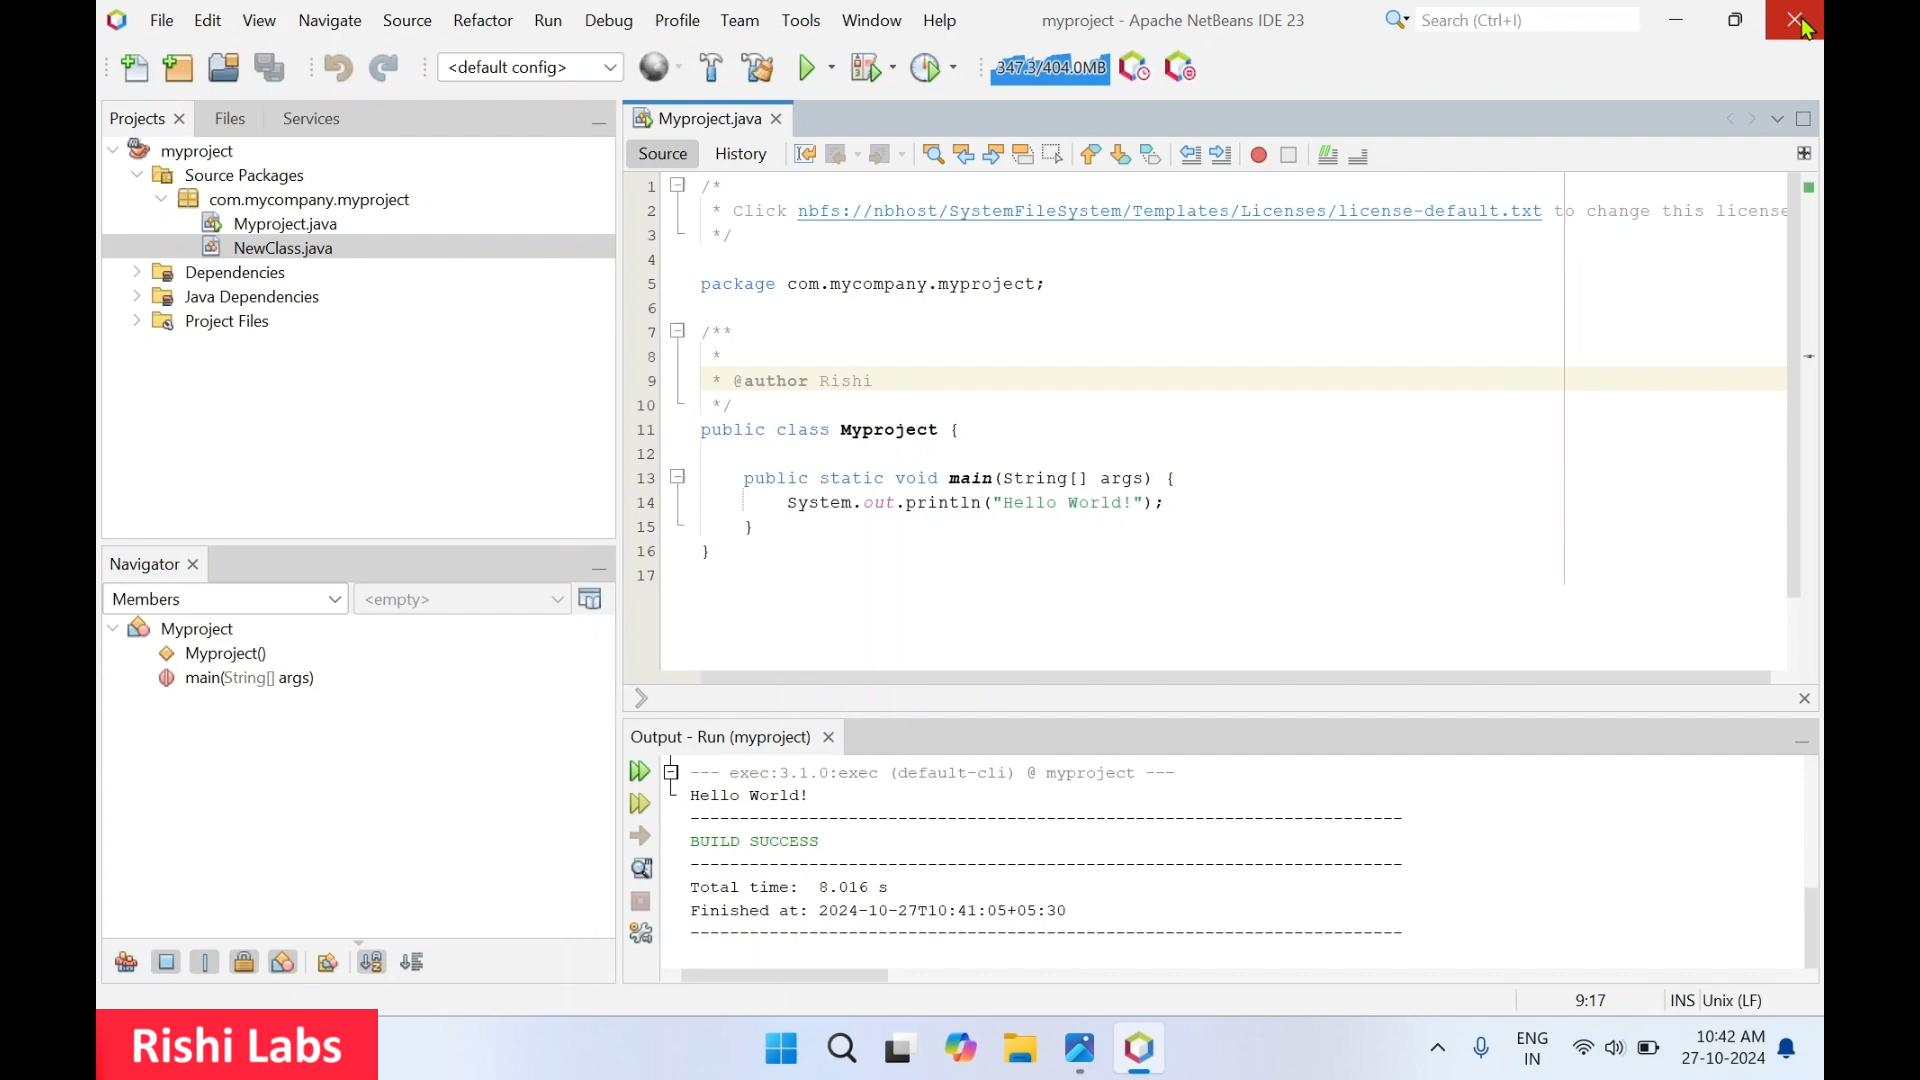 File Edit View Navigate Source Refactor Run Debug Profile Team Tools Window Help
myproject - Apache NetBeans IDE 23
Search (Ctrl+I)
<default config>
347.3/404.0MB
Projects Files Services
myproject
Source Packages
com.mycompany.myproject
Myproject.java
NewClass.java
Dependencies
Java Dependencies
Project Files
Navigator
Members <empty>
Myproject
Myproject()
main(String[] args)
Myproject.java
Source History
1 /*
2 * Click nbfs://nbhost/SystemFileSystem/Templates/Licenses/license-default.txt to change this license
3 */
4
5 package com.mycompany.myproject;
6
7 /**
8 *
9 * @author Rishi
10 */
11 public class Myproject {
12
13 public static void main(String[] args) {
14 System.out.println("Hello World!");
15 }
16 }
17
Output - Run (myproject)
--- exec:3.1.0:exec (default-cli) @ myproject ---
Hello World!
------------------------------------------------------------------------
BUILD SUCCESS
------------------------------------------------------------------------
Total time: 8.016 s
Finished at: 2024-10-27T10:41:05+05:30
------------------------------------------------------------------------
9:17 INS Unix (LF)
Rishi Labs
ENG
IN
10:42 AM
27-10-2024